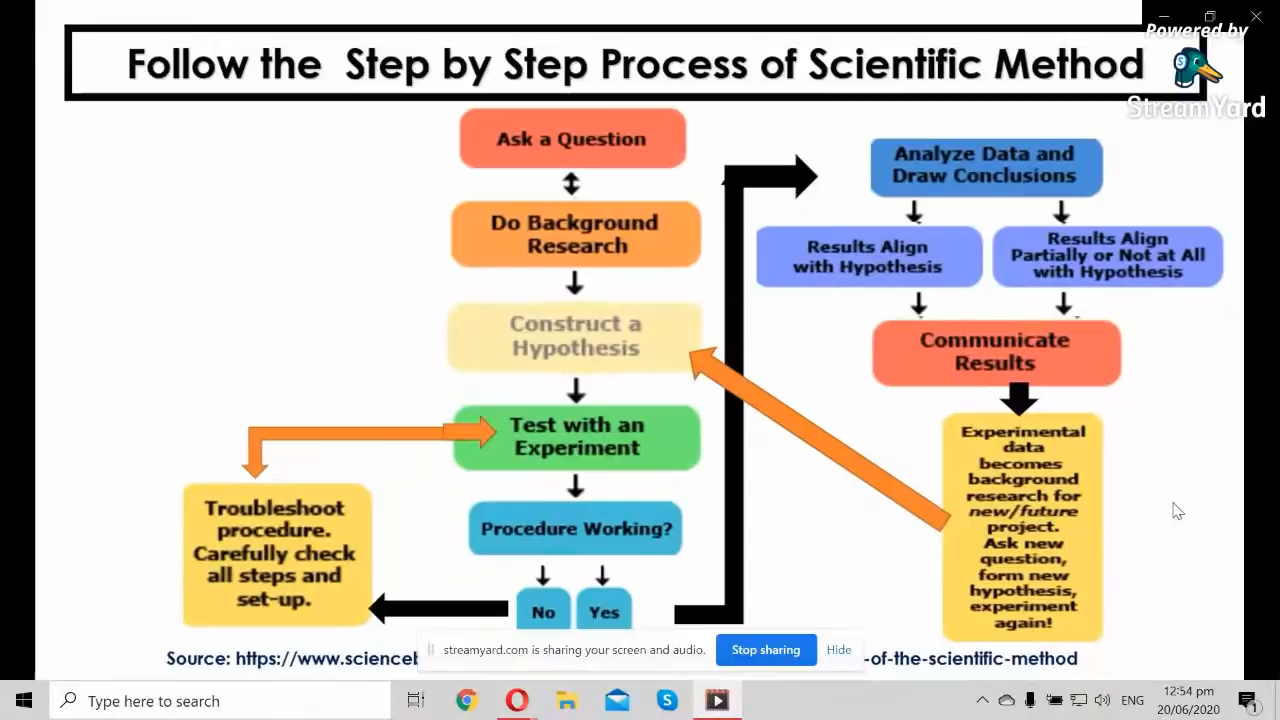 Powered by
StreamYard
Follow the Step by Step Process of Scientific Method
Ask a Question
Do Background
Research
Construct a
Hypothesis
Test with an
Experiment
Procedure Working?
No
Yes
Troubleshoot
procedure.
Carefully check
all steps and
set-up.
Analyze Data and
Draw Conclusions
Results Align
with Hypothesis
Results Align
Partially or Not at All
with Hypothesis
Communicate
Results
Experimental
data
becomes
background
research for
new/future
project.
Ask new
question,
form new
hypothesis,
experiment
again!
Source: https://www.science
-of-the-scientific-method
streamyard.com is sharing your screen and audio.
Stop sharing
Hide
Type here to search
ENG
12:54 pm
20/06/2020
1